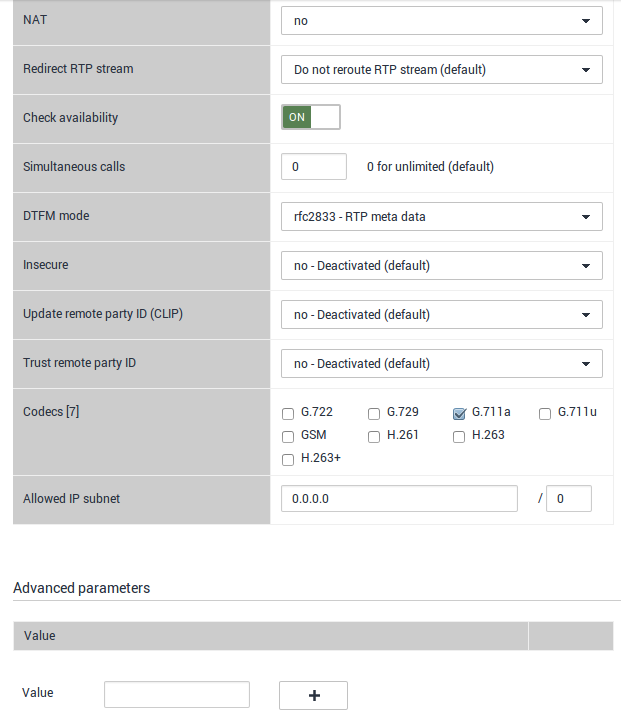 NAT no
Redirect RTP stream Do not reroute RTP stream (default)
Check availability ON
Simultaneous calls 0 0 for unlimited (default)
DTFM mode rfc2833 - RTP meta data
Insecure no - Deactivated (default)
Update remote party ID (CLIP) no - Deactivated (default)
Trust remote party ID no - Deactivated (default)
Codecs [7] G.722 G.729 G.711a G.711u
GSM H.261 H.263
H.263+
Allowed IP subnet 0.0.0.0 / 0
Advanced parameters
Value
Value +